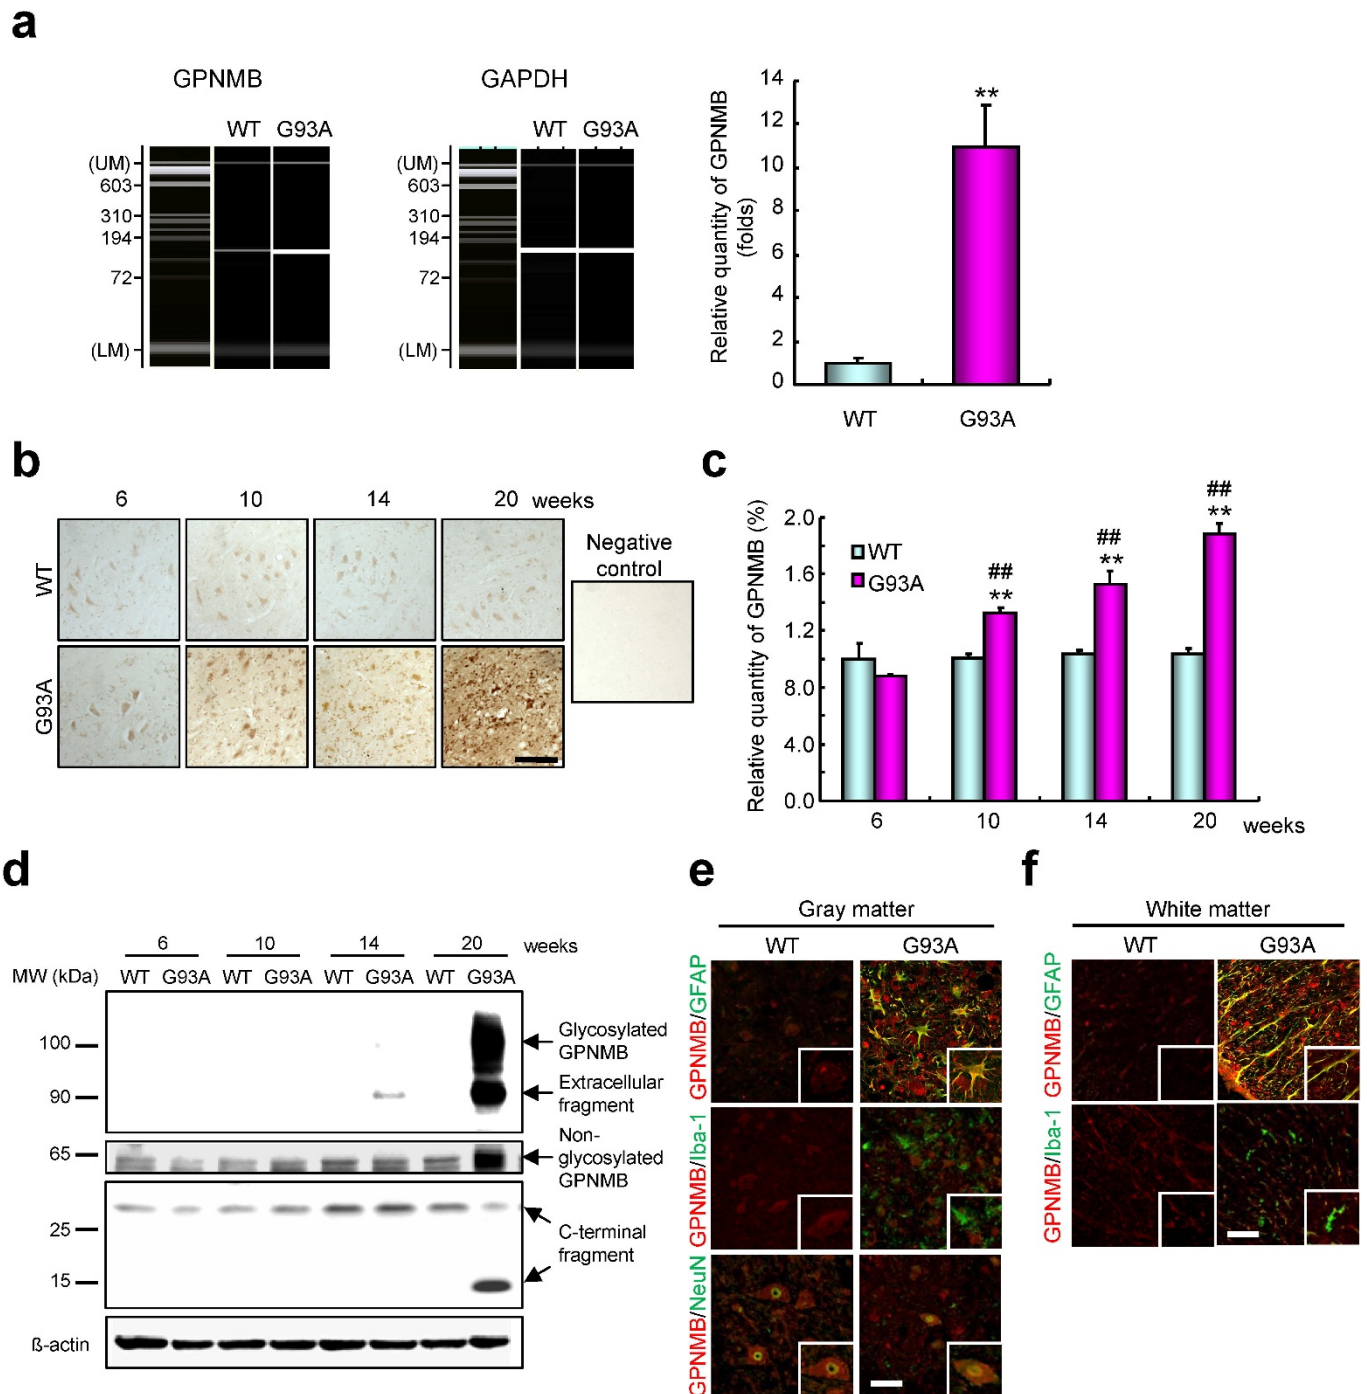 a
GPNMB
WT G93A
(UM)
603
310
194
72
(LM)
GAPDH
WT G93A
(UM)
603
310
194
72
(LM)
Relative quantity of GPNMB
(folds)
14
12
10
8
6
4
2
0
**
WT
G93A
b
6 10 14 20 weeks
WT
G93A
Negative
control
c
Relative quantity of GPNMB (%)
2.0
1.6
1.2
8.0
4.0
0.0
WT
G93A
##
**
##
**
##
**
6 10 14 20 weeks
d
6 10 14 20 weeks
MW (kDa) WT G93A WT G93A WT G93A WT G93A
100
90
65
25
15
ß-actin
Glycosylated
GPNMB
Extracellular
fragment
Non-
glycosylated
GPNMB
C-terminal
fragment
e
Gray matter
WT G93A
GPNMB/GFAP
GPNMB/Iba-1
GPNMB/NeuN
f
White matter
WT G93A
GPNMB/GFAP
GPNMB/Iba-1